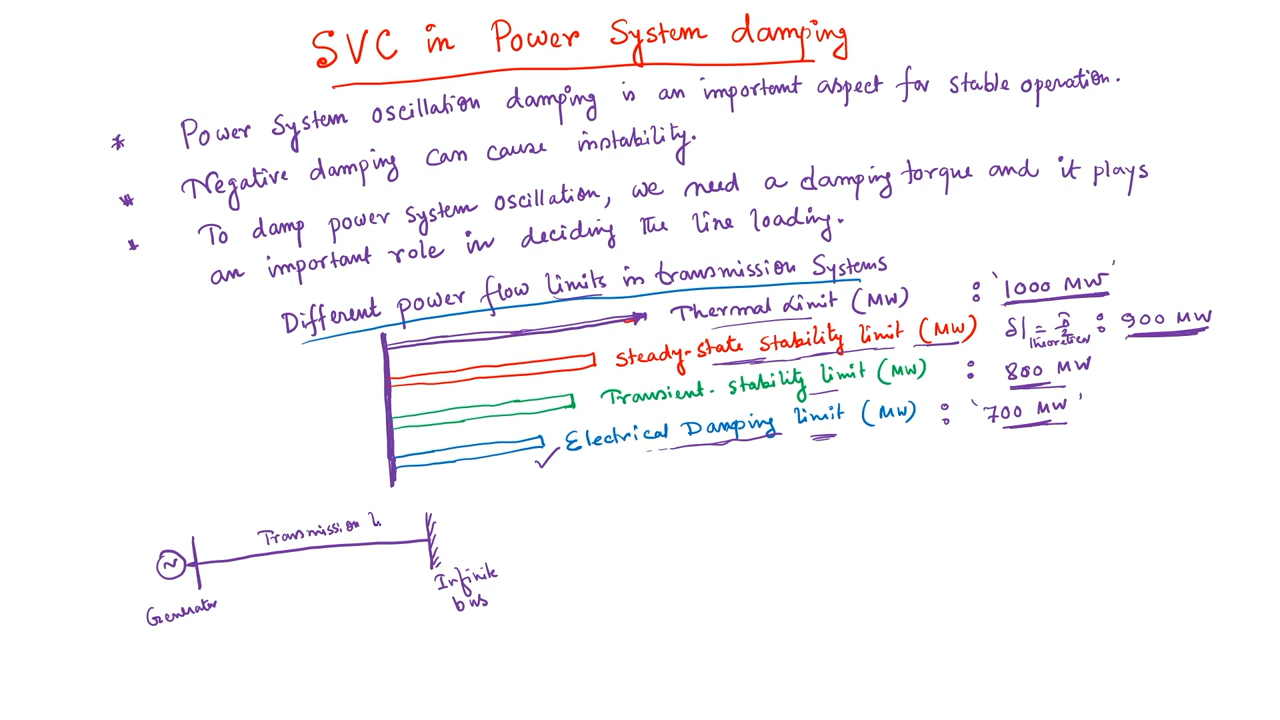 SVC in Power System damping
* Power System oscillation damping is an important aspect for stable operation.
* Negative damping can cause instability.
* To damp power system oscillation, we need a damping torque and it plays
an important role in deciding the line loading.
Different power flow limits in transmission Systems
Thermal Limit (MW) : '1000 MW'
Steady-state stability limit (MW) δ|theoretical = π/2 : 900 MW
Transient-stability limit (MW) : 800 MW
✓ Electrical Damping limit (MW) : '700 MW'
Transmission L
~
Generator
Infinite
bus